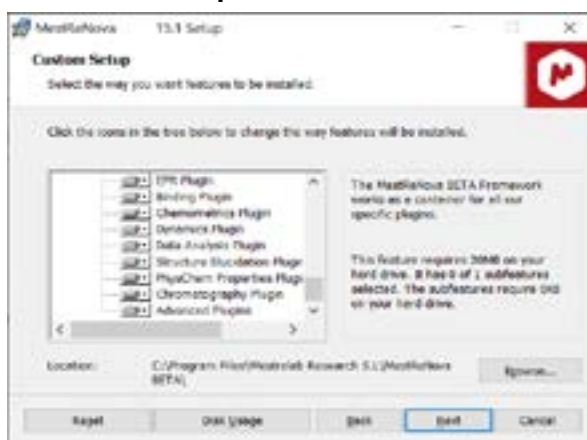 MestReNova 15.1 Setup
Custom Setup
Select the way you want features to be installed.
Click the icons in the tree below to change the way features will be installed.
EPR Plugin
Binding Plugin
Chemometrics Plugin
Dynamics Plugin
Data Analysis Plugin
Structure Elucidation Plugi
PhysChem Properties Plugi
Chromatography Plugin
Advanced Plugins
The MestReNova BETA Framework
works as a container for all our
specific plugins.
This feature requires on your
hard drive. It has 0 of 1 subfeatures
selected. The subfeatures require 0KB
on your hard drive.
Location: C:\Program Files\Mestrelab Research S.L\MestReNova
BETA\
Browse...
Reset Disk Usage Back Next Cancel